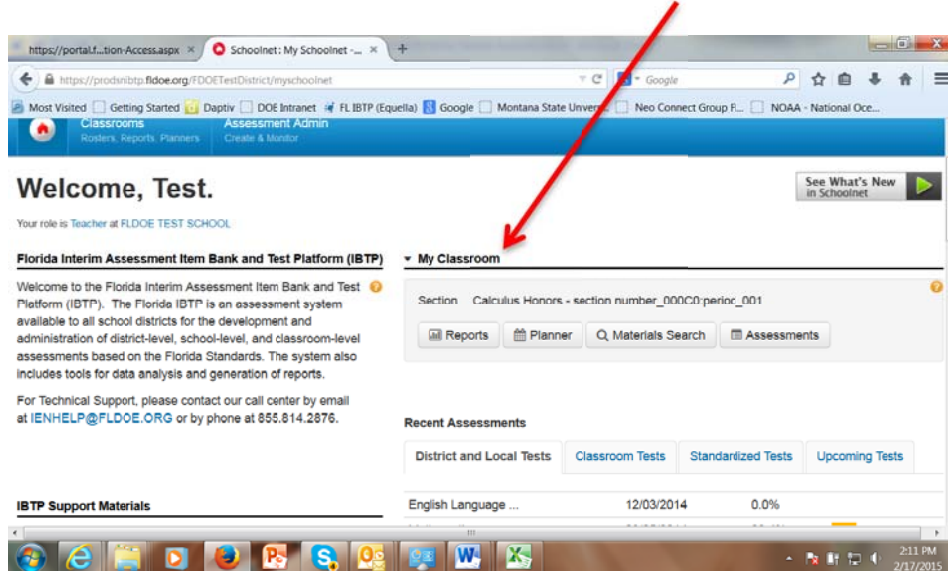 https://portal.f...tion-Access.aspx
Schoolnet: My Schoolnet -...
https://prodsnibtp.fldoe.org/FDOETestDistrict/myschoolnet
Google
Most Visited Getting Started Daptiv DOE Intranet FL IBTP (Equella) Google Montana State Unvers... Neo Connect Group F... NOAA - National Oce...
Classrooms Assessment Admin
Rosters, Reports, Planners Create & Monitor
Welcome, Test.
See What's New
in Schoolnet
Your role is Teacher at FLDOE TEST SCHOOL
Florida Interim Assessment Item Bank and Test Platform (IBTP)
Welcome to the Florida Interim Assessment Item Bank and Test
Platform (IBTP). The Florida IBTP is an assessment system
available to all school districts for the development and
administration of district-level, school-level, and classroom-level
assessments based on the Florida Standards. The system also
includes tools for data analysis and generation of reports.
For Technical Support, please contact our call center by email
at IENHELP@FLDOE.ORG or by phone at 855.814.2876.
IBTP Support Materials
My Classroom
Section Calculus Honors - section number_000C0:perioc_001
Reports Planner Materials Search Assessments
Recent Assessments
District and Local Tests Classroom Tests Standardized Tests Upcoming Tests
English Language ... 12/03/2014 0.0%
2:11 PM
2/17/2015